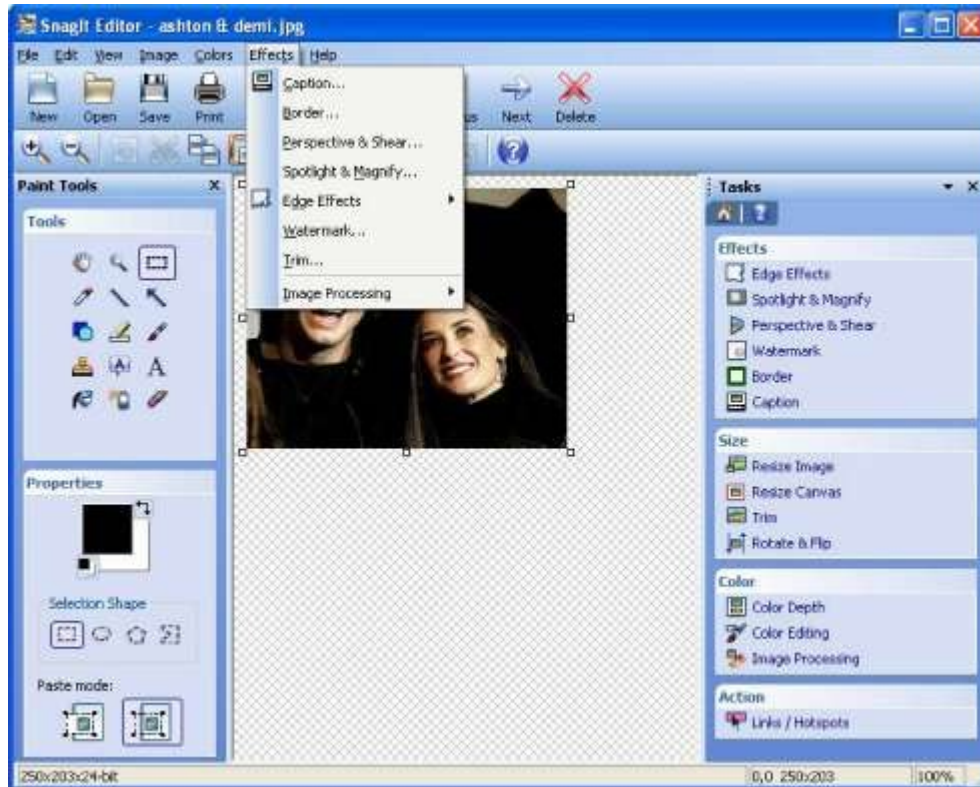 SnagIt Editor - ashton & demi.jpg
File Edit View Image Colors Effects Help
New Open Save Print
us Next Delete
Caption...
Border...
Perspective & Shear...
Spotlight & Magnify...
Edge Effects
Watermark...
Trim...
Image Processing
Paint Tools
Tools
A
A
Properties
Selection Shape
Paste mode:
Tasks
Effects
Edge Effects
Spotlight & Magnify
Perspective & Shear
Watermark
Border
Caption
Size
Resize Image
Resize Canvas
Trim
Rotate & Flip
Color
Color Depth
Color Editing
Image Processing
Action
Links / Hotspots
250x203x24-bit
0,0 250x203
100%